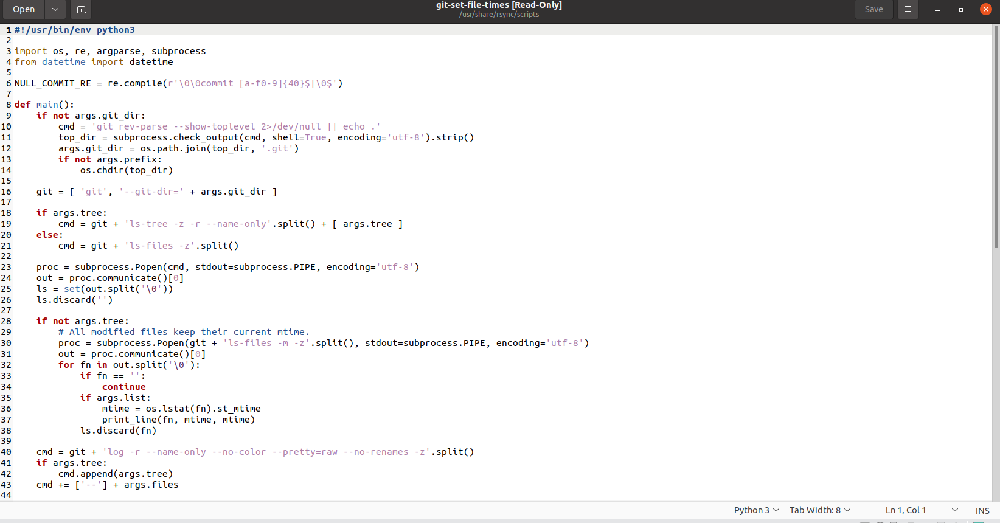 Open
git-set-file-times [Read-Only]
/usr/share/rsync/scripts
Save
1 #!/usr/bin/env python3
2
3 import os, re, argparse, subprocess
4 from datetime import datetime
5
6 NULL_COMMIT_RE = re.compile(r'\0\0commit [a-f0-9]{40}$|\0$')
7
8 def main():
9     if not args.git_dir:
10         cmd = 'git rev-parse --show-toplevel 2>/dev/null || echo .'
11         top_dir = subprocess.check_output(cmd, shell=True, encoding='utf-8').strip()
12         args.git_dir = os.path.join(top_dir, '.git')
13         if not args.prefix:
14             os.chdir(top_dir)
15
16     git = [ 'git', '--git-dir=' + args.git_dir ]
17
18     if args.tree:
19         cmd = git + 'ls-tree -z -r --name-only'.split() + [ args.tree ]
20     else:
21         cmd = git + 'ls-files -z'.split()
22
23     proc = subprocess.Popen(cmd, stdout=subprocess.PIPE, encoding='utf-8')
24     out = proc.communicate()[0]
25     ls = set(out.split('\0'))
26     ls.discard('')
27
28     if not args.tree:
29         # All modified files keep their current mtime.
30         proc = subprocess.Popen(git + 'ls-files -m -z'.split(), stdout=subprocess.PIPE, encoding='utf-8')
31         out = proc.communicate()[0]
32         for fn in out.split('\0'):
33             if fn == '':
34                 continue
35             if args.list:
36                 mtime = os.lstat(fn).st_mtime
37                 print_line(fn, mtime, mtime)
38             ls.discard(fn)
39
40     cmd = git + 'log -r --name-only --no-color --pretty=raw --no-renames -z'.split()
41     if args.tree:
42         cmd.append(args.tree)
43     cmd += ['--'] + args.files
44
Python 3 Tab Width: 8 Ln 1, Col 1 INS